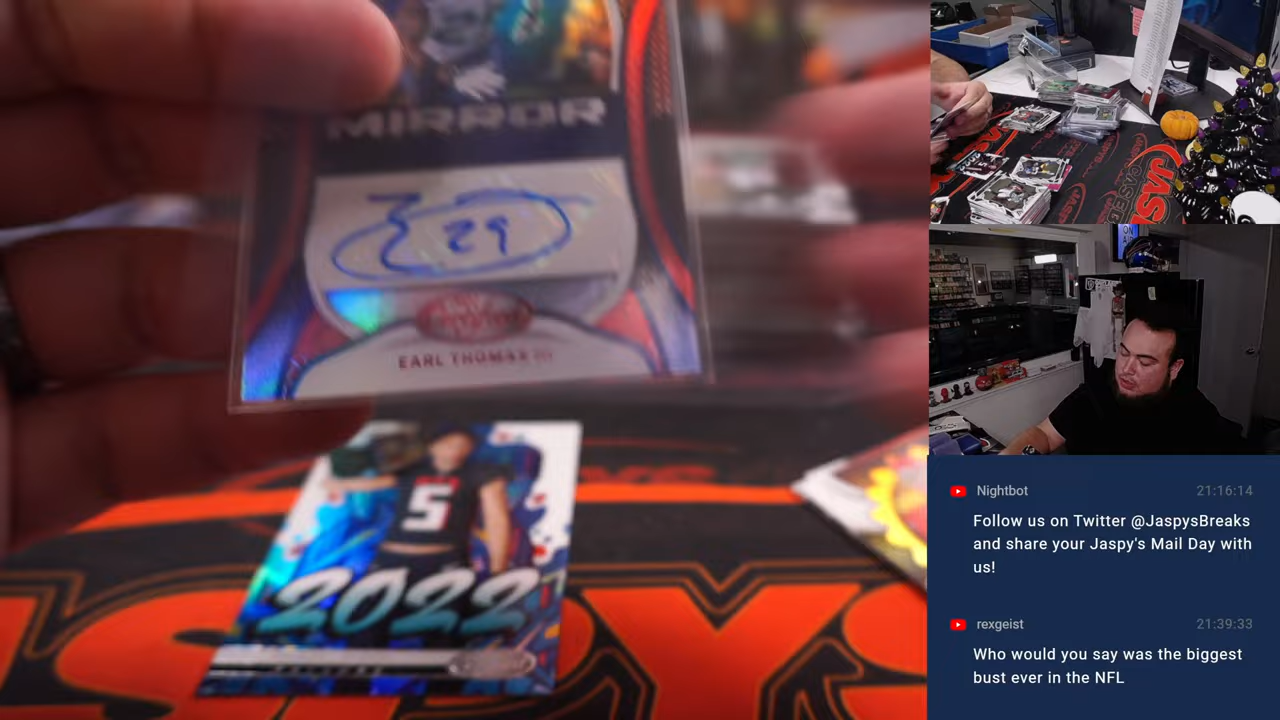 MIRROR
29
EARL THOMAS III
5
2022
JASPYS
Nightbot
21:16:14
Follow us on Twitter @JaspysBreaks
and share your Jaspy's Mail Day with
us!
rexgeist
21:39:33
Who would you say was the biggest
bust ever in the NFL